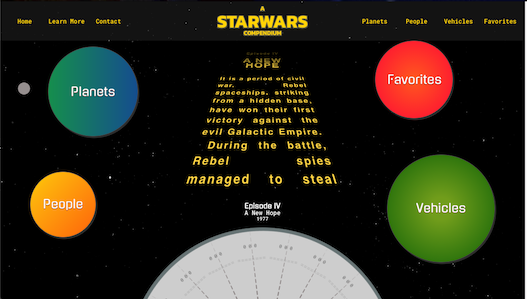 Home
Learn More
Contact
A
STARWARS
COMPENDIUM
Planets
People
Vehicles
Favorites
Planets
Favorites
People
Vehicles
Episode IV
A NEW
HOPE
It is a period of civil
war. Rebel
spaceships, striking
from a hidden base,
have won their first
victory against the
evil Galactic Empire.
During the battle,
Rebel spies
managed to steal
Episode IV
A New Hope
1977